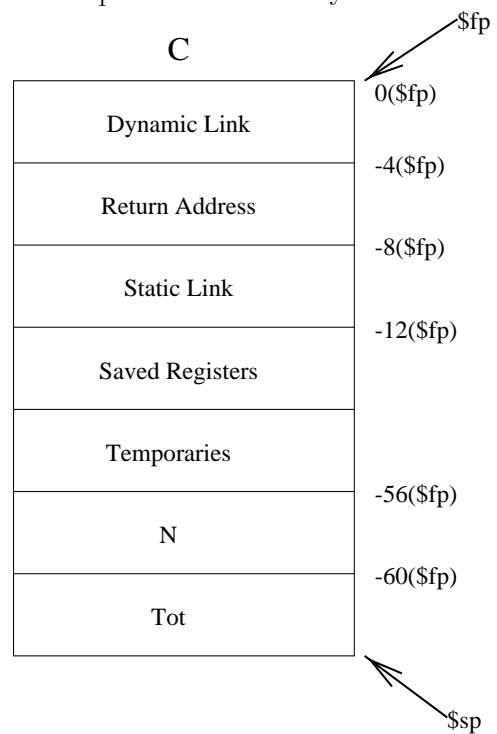 $fp
C
0($fp)
Dynamic Link
-4($fp)
Return Address
-8($fp)
Static Link
-12($fp)
Saved Registers
Temporaries
-56($fp)
N
-60($fp)
Tot
$sp